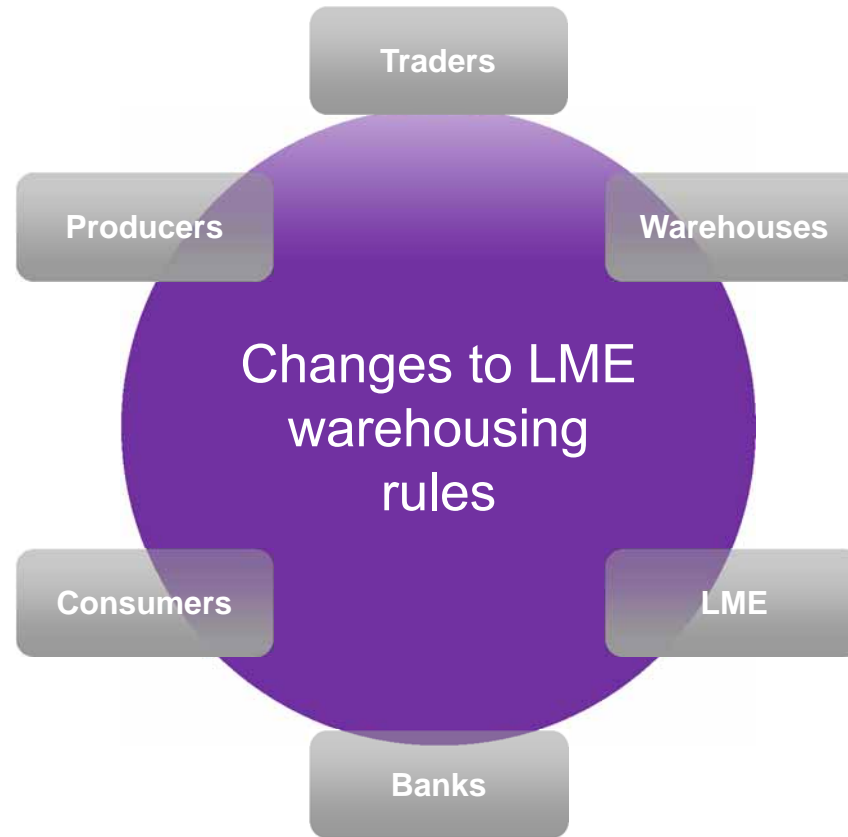 Traders
Producers
Warehouses
Changes to LME
warehousing
rules
Consumers
LME
Banks